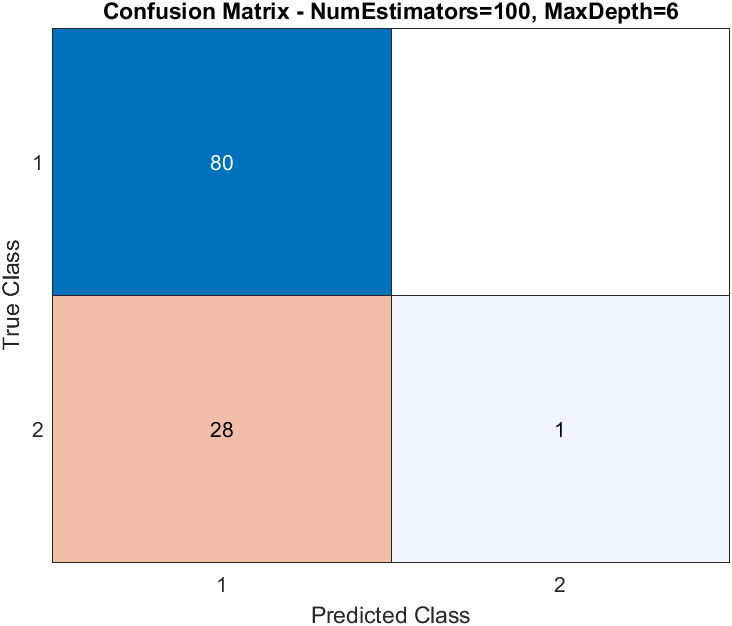 Confusion Matrix - NumEstimators=100, MaxDepth=6
True Class
1
80
2
28 1
1 2
Predicted Class